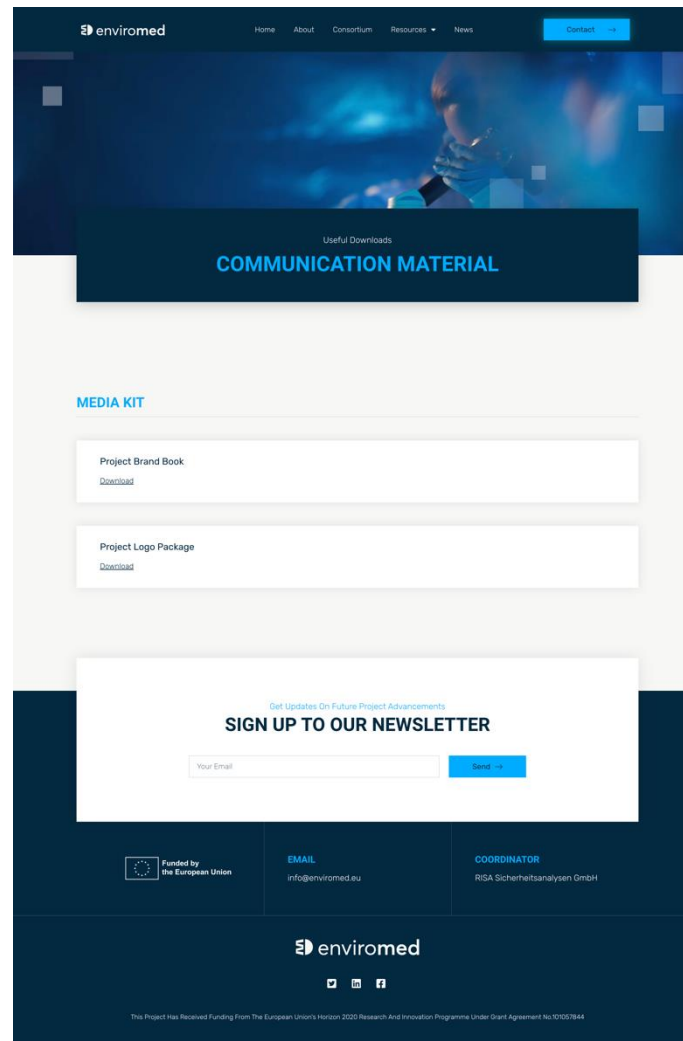 enviromed
Home About Consortium Resources News Contact →
Useful Downloads
COMMUNICATION MATERIAL
MEDIA KIT
Project Brand Book
Download
Project Logo Package
Download
Get Updates On Future Project Advancements
SIGN UP TO OUR NEWSLETTER
Your Email
Send →
Funded by
the European Union
EMAIL
info@enviromed.eu
COORDINATOR
RISA Sicherheitsanalysen GmbH
enviromed
This Project Has Received Funding From The European Union's Horizon 2020 Research And Innovation Programme Under Grant Agreement No.101057844